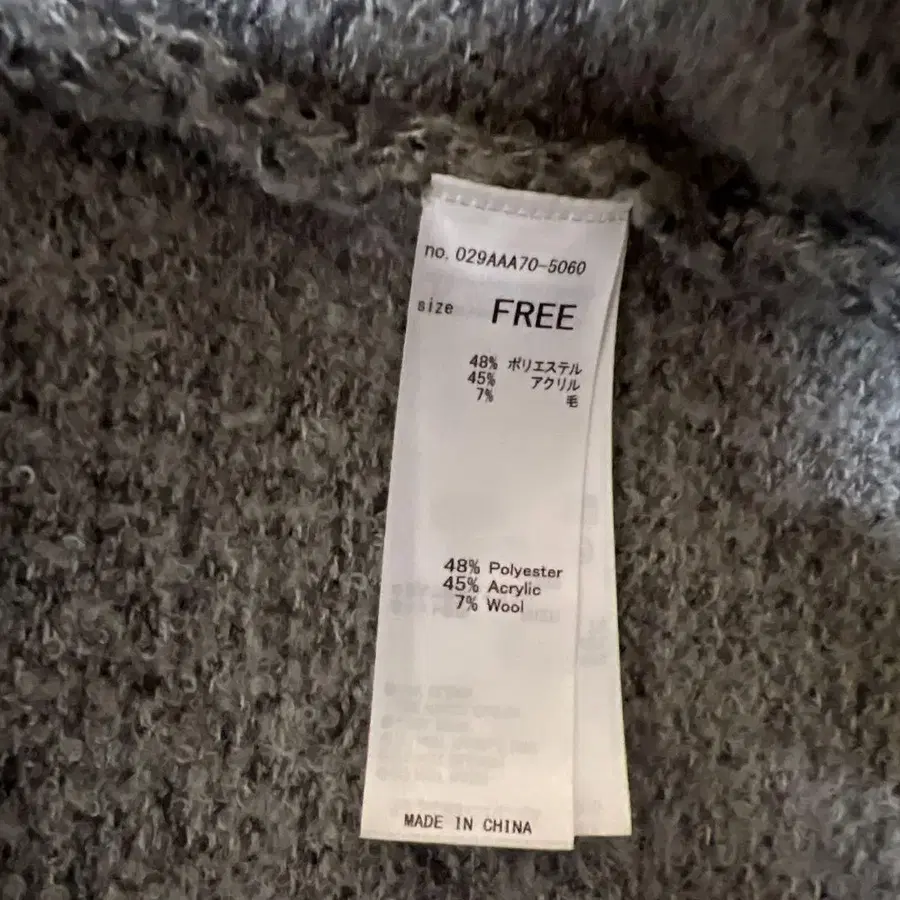 no. 029AAA70-5060
size FREE
48% ポリエステル
45% アクリル
7% 毛
48% Polyester
45% Acrylic
7% Wool
MADE IN CHINA